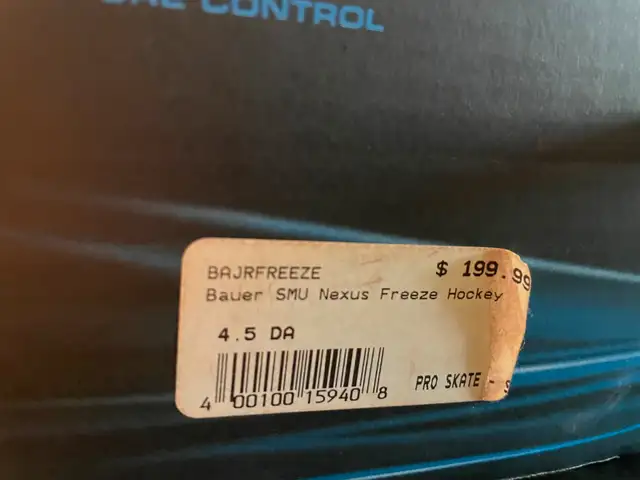 CONTROL
BAJRFREEZE $ 199.99
Bauer SMU Nexus Freeze Hockey
4.5 DA
4 00100 15940 8
PRO SKATE - S